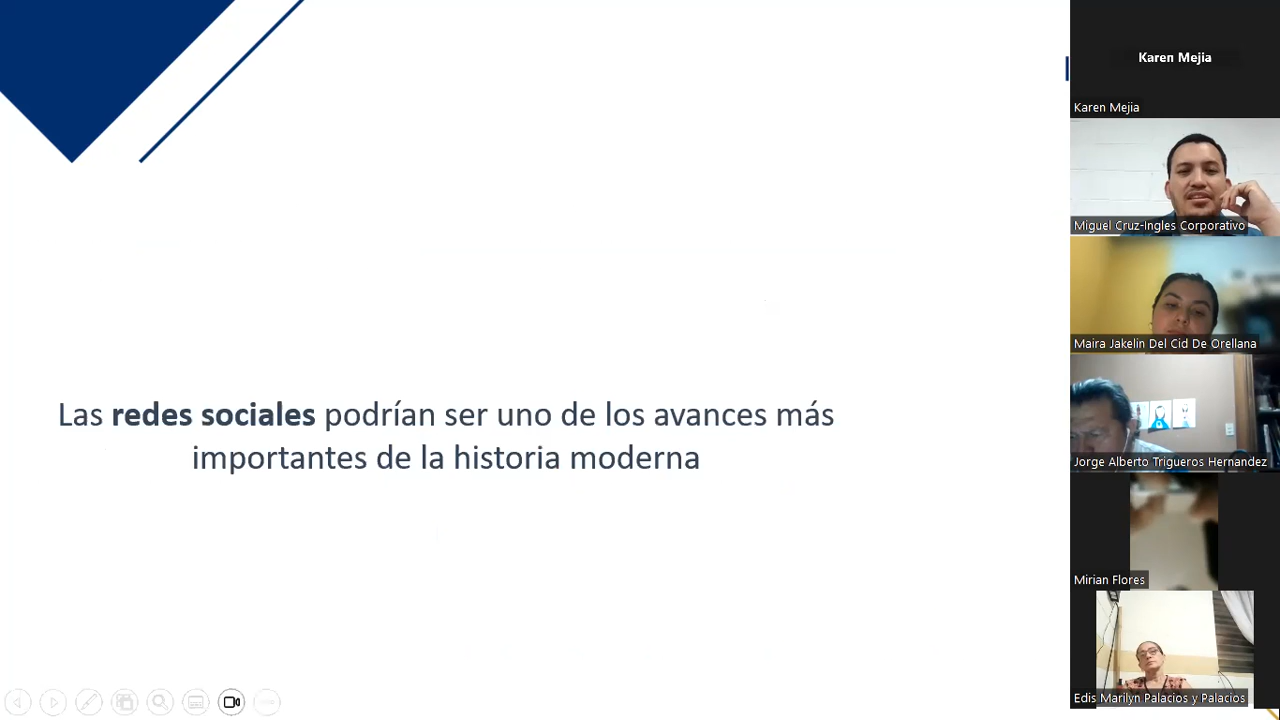 Las redes sociales podrían ser uno de los avances más
importantes de la historia moderna
Karen Mejia
Karen Mejia
Miguel Cruz-Ingles Corporativo
Maira Jakelin Del Cid De Orellana
Jorge Alberto Trigueros Hernandez
Mirian Flores
Edis Marilyn Palacios y Palacios